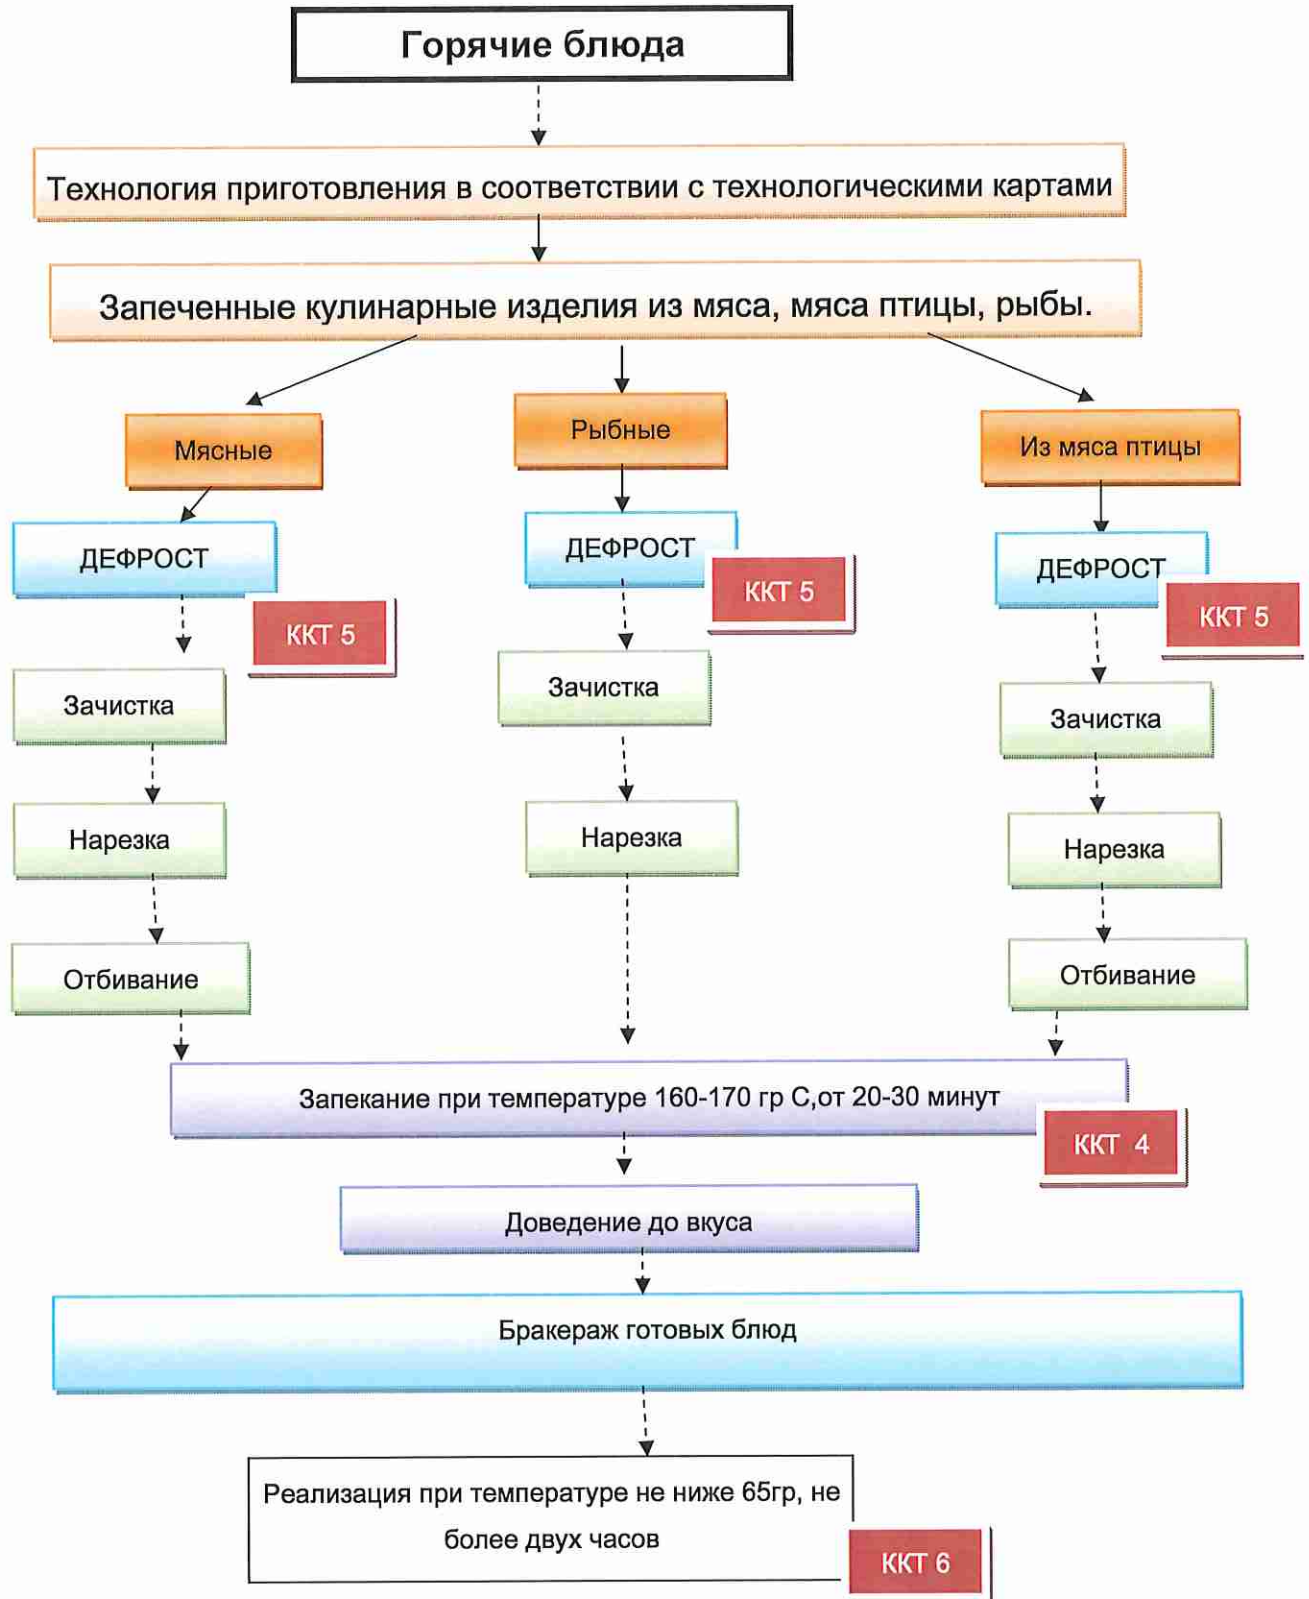 Горячие блюда
Технология приготовления в соответствии с технологическими картами
Запеченные кулинарные изделия из мяса, мяса птицы, рыбы.
Мясные
Рыбные
Из мяса птицы
ДЕФРОСТ
ККТ 5
ДЕФРОСТ
ККТ 5
ДЕФРОСТ
ККТ 5
Зачистка
Зачистка
Зачистка
Нарезка
Нарезка
Нарезка
Отбивание
Отбивание
Запекание при температуре 160-170 гр С,от 20-30 минут
ККТ 4
Доведение до вкуса
Бракераж готовых блюд
Реализация при температуре не ниже 65гр, не
более двух часов
ККТ 6